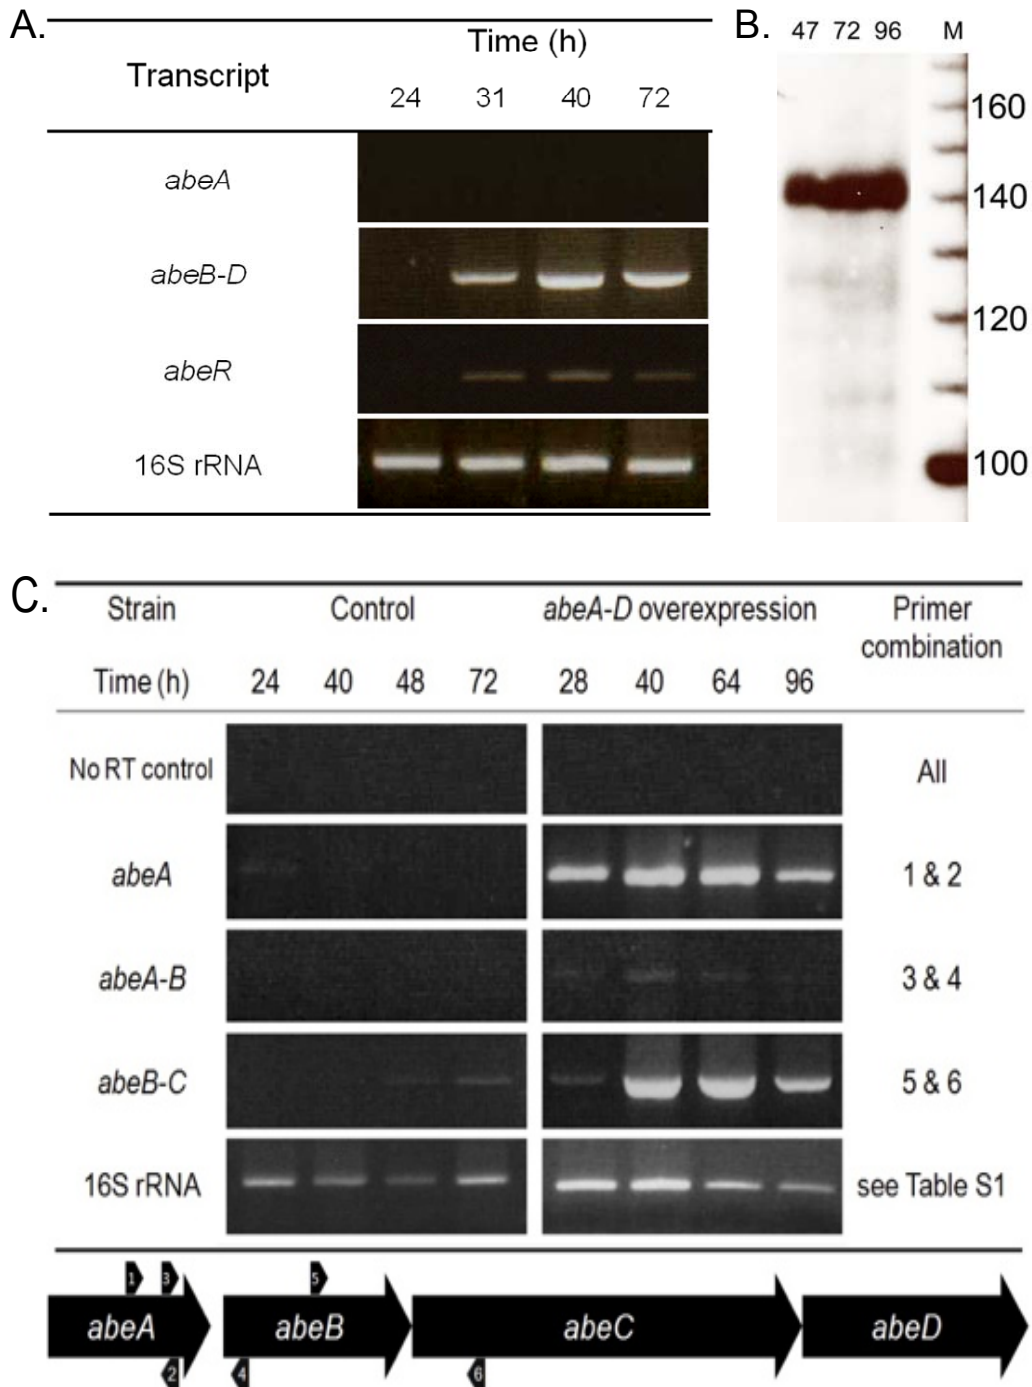 A.
Transcript
Time (h)
24 31 40 72
abeA
abeB-D
abeR
16S rRNA
B.
47 72 96 M
160
140
120
100
C.
Strain Control abeA-D overexpression Primer combination
Time (h) 24 40 48 72 28 40 64 96
No RT control All
abeA 1 & 2
abeA-B 3 & 4
abeB-C 5 & 6
16S rRNA see Table S1
1 3 5
abeA abeB abeC abeD
2 4 6